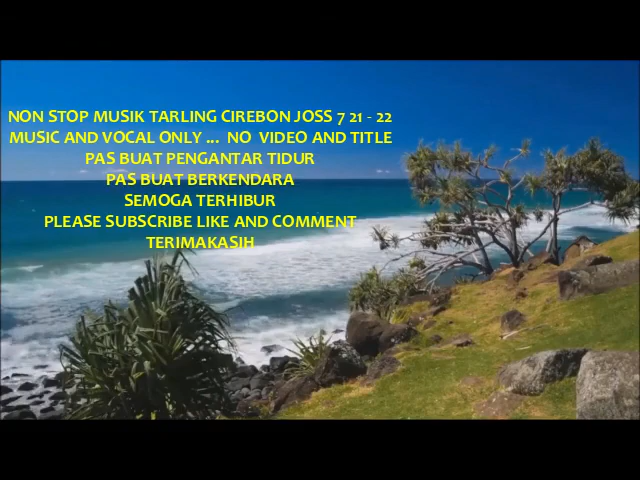 NON STOP MUSIK TARLING CIREBON JOSS 7 21 - 22
MUSIC AND VOCAL ONLY ... NO VIDEO AND TITLE
PAS BUAT PENGANTAR TIDUR
PAS BUAT BERKENDARA
SEMOGA TERHIBUR
PLEASE SUBSCRIBE LIKE AND COMMENT
TERIMAKASIH